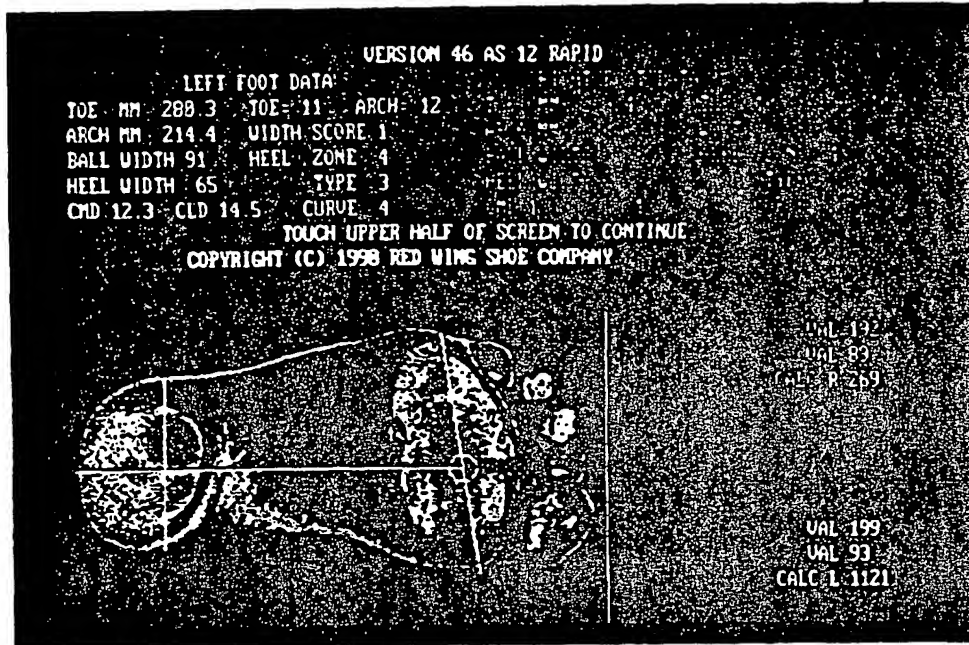 VERSION 46 AS 12 RAPID
LEFT FOOT DATA
TOE MM 288.3 TOE= 11 ARCH= 12
ARCH MM 214.4 WIDTH SCORE 1
BALL WIDTH 91 HEEL ZONE 4
HEEL WIDTH 65 TYPE 3
CMD 12.3 CLD 14.5 CURVE 4
TOUCH UPPER HALF OF SCREEN TO CONTINUE
COPYRIGHT (C) 1998 RED WING SHOE COMPANY
VAL 192
VAL 83
CALC R 269
VAL 199
VAL 93
CALC L 1121